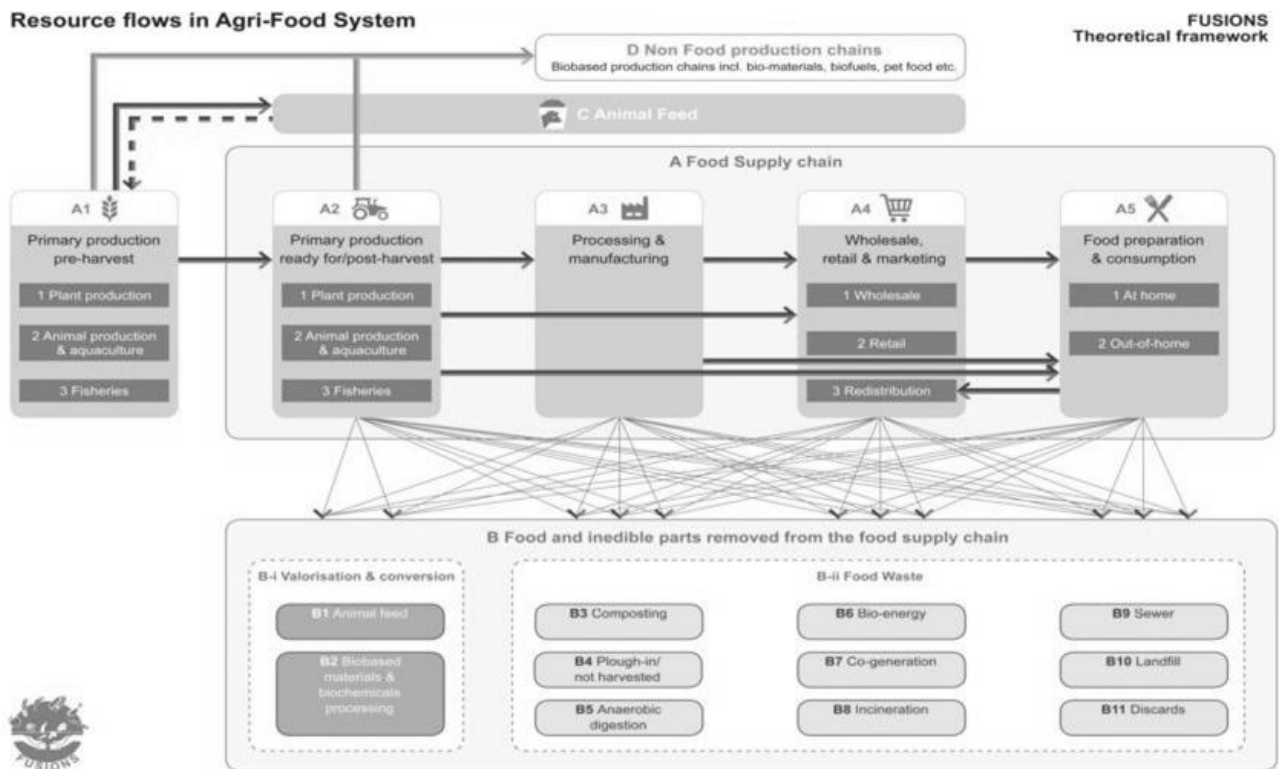 Resource flows in Agri-Food System
FUSIONS
Theoretical framework
D Non Food production chains
Biobased production chains incl. bio-materials, biofuels, pet food etc.
C Animal Feed
A Food Supply chain
A1
Primary production
pre-harvest
1 Plant production
2 Animal production
& aquaculture
3 Fisheries
A2
Primary production
ready for/post-harvest
1 Plant production
2 Animal production
& aquaculture
3 Fisheries
A3
Processing &
manufacturing
A4
Wholesale,
retail & marketing
1 Wholesale
2 Retail
3 Redistribution
A5
Food preparation
& consumption
1 At home
2 Out-of-home
B Food and inedible parts removed from the food supply chain
B-i Valorisation & conversion
B1 Animal feed
B2 Biobased
materials &
biochemicals
processing
B-ii Food Waste
B3 Composting
B4 Plough-in/
not harvested
B5 Anaerobic
digestion
B6 Bio-energy
B7 Co-generation
B8 Incineration
B9 Sewer
B10 Landfill
B11 Discards
FUSIONS